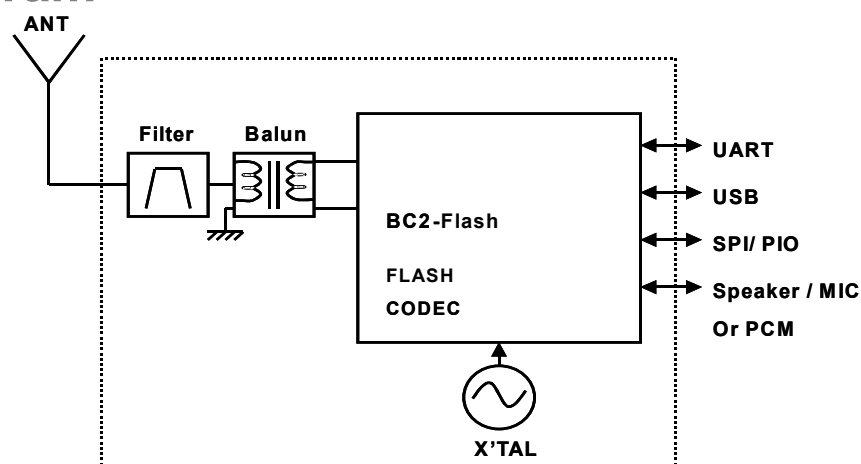 ANT
Filter
Balun
BC2-Flash
FLASH
CODEC
UART
USB
SPI/ PIO
Speaker / MIC
Or PCM
X'TAL